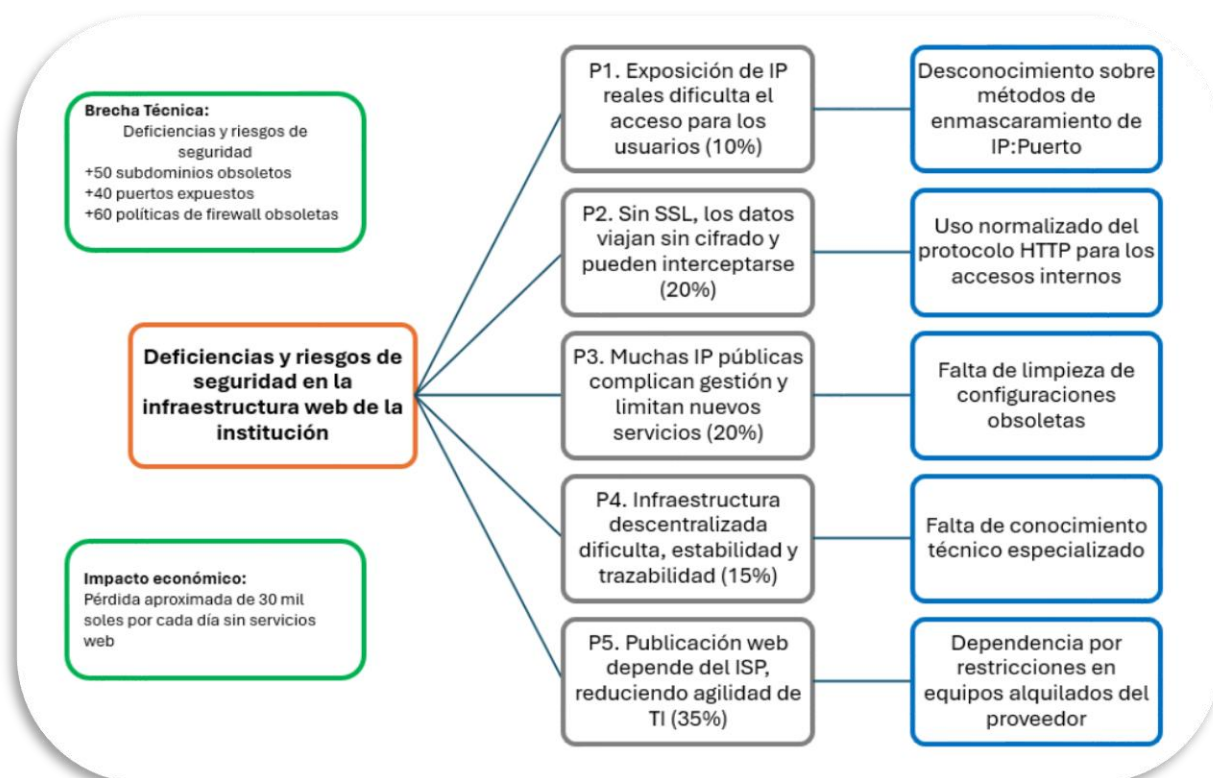 Brecha Técnica:
Deficiencias y riesgos de
seguridad
+50 subdominios obsoletos
+40 puertos expuestos
+60 políticas de firewall obsoletas
Deficiencias y riesgos de
seguridad en la
infraestructura web de la
institución
Impacto económico:
Pérdida aproximada de 30 mil
soles por cada día sin servicios
web
P1. Exposición de IP
reales dificulta el
acceso para los
usuarios (10%)
P2. Sin SSL, los datos
viajan sin cifrado y
pueden interceptarse
(20%)
P3. Muchas IP públicas
complican gestión y
limitan nuevos
servicios (20%)
P4. Infraestructura
descentralizada
dificulta, estabilidad y
trazabilidad (15%)
P5. Publicación web
depende del ISP,
reduciendo agilidad de
TI (35%)
Desconocimiento sobre
métodos de
enmascaramiento de
IP:Puerto
Uso normalizado del
protocolo HTTP para los
accesos internos
Falta de limpieza de
configuraciones
obsoletas
Falta de conocimiento
técnico especializado
Dependencia por
restricciones en
equipos alquilados del
proveedor